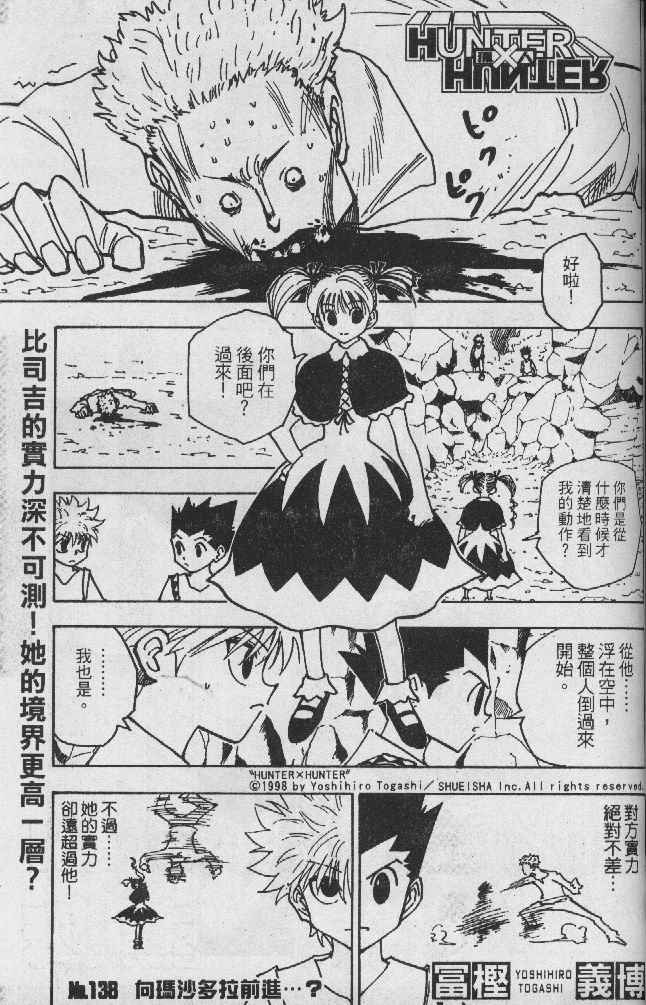 HUNTER
HUNTER
ピクピク
好啦！
你們在
後面吧？
過來！
你們是從
什麼時候才
清楚地看到
我的動作？
比司吉的實力深不可測！她的境界更高一層？
從他……
浮在空中，
整個人倒過來
開始。
………
我也是。
"HUNTER×HUNTER"
©1998 by Yoshihiro Togashi/SHUEISHA Inc. All rights reserved.
對方實力
絕對不差…
不過……
她的實力
卻遠超過他！
№138 向瑪沙多拉前進…？
冨樫
YOSHIHIRO
TOGASHI
義博